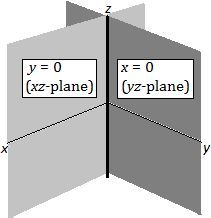 z
y = 0
(xz-plane)
x = 0
(yz-plane)
x
y